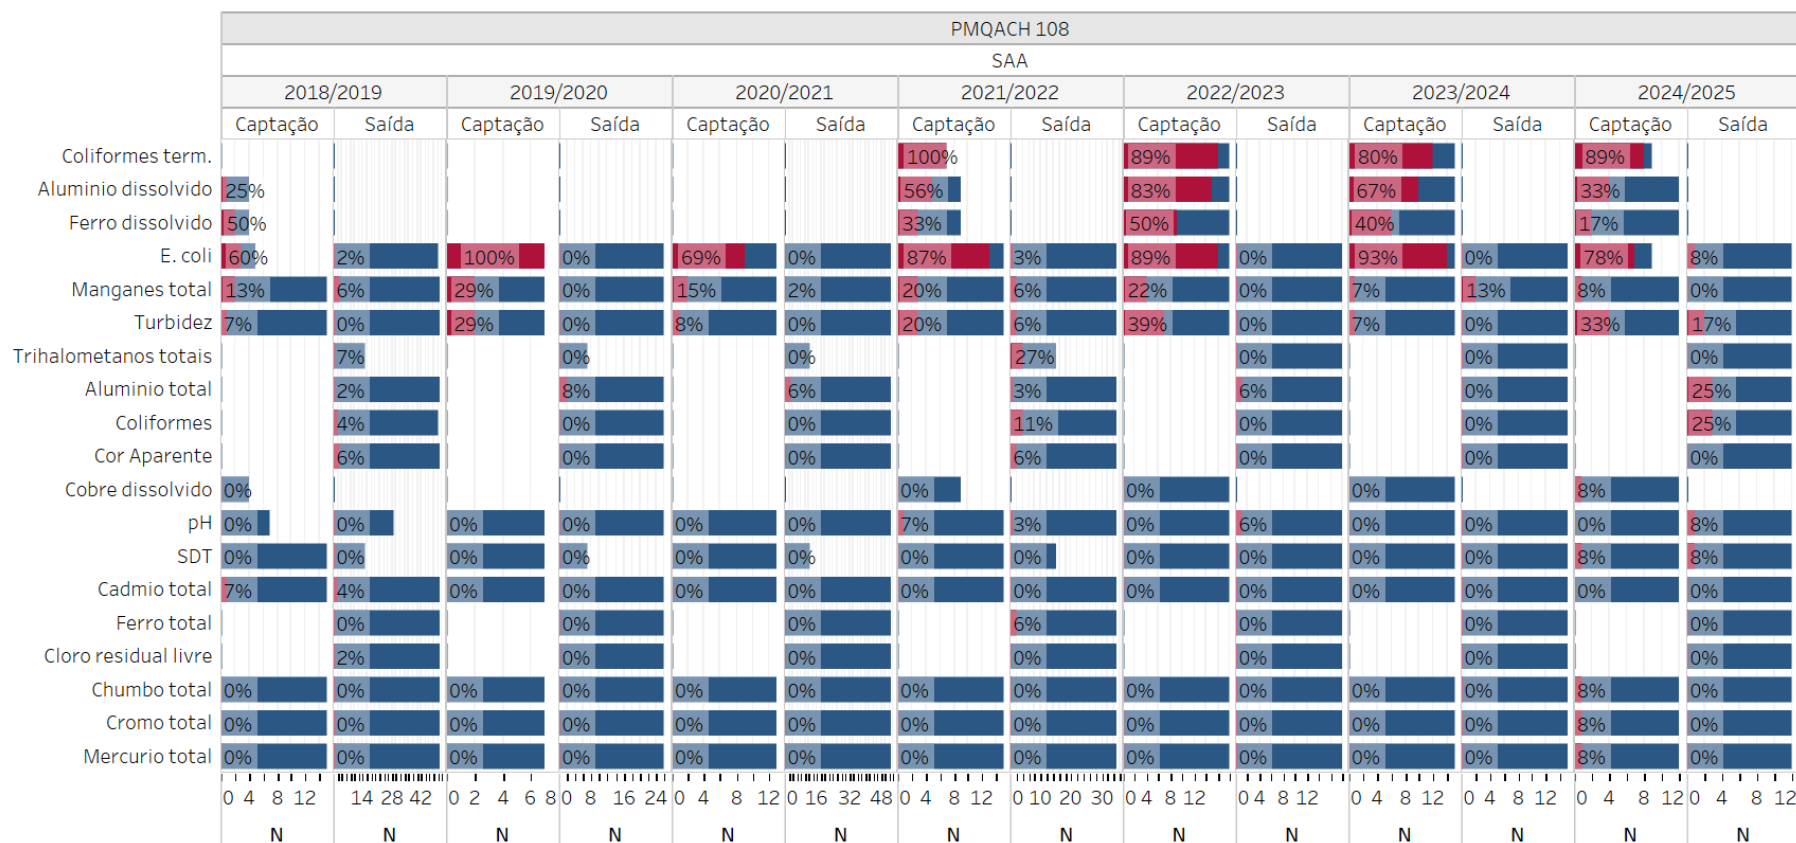 PMQACH 108
SAA
2018/2019 2019/2020 2020/2021 2021/2022 2022/2023 2023/2024 2024/2025
Captação Saída Captação Saída Captação Saída Captação Saída Captação Saída Captação Saída Captação Saída
Coliformes term. 100% 89% 80% 89%
Aluminio dissolvido 25% 56% 83% 67% 33%
Ferro dissolvido 50% 33% 50% 40% 17%
E. coli 60% 2% 100% 0% 69% 0% 87% 3% 89% 0% 93% 0% 78% 8%
Manganes total 13% 6% 29% 0% 15% 2% 20% 6% 22% 0% 7% 13% 8% 0%
Turbidez 7% 0% 29% 0% 8% 0% 20% 6% 39% 0% 7% 0% 33% 17%
Trihalometanos totais 7% 0% 0% 27% 0% 0% 0%
Aluminio total 2% 8% 6% 3% 6% 0% 25%
Coliformes 4% 0% 0% 11% 0% 0% 25%
Cor Aparente 6% 0% 0% 6% 0% 0% 0%
Cobre dissolvido 0% 0% 0% 0% 8%
pH 0% 0% 0% 0% 0% 0% 7% 3% 0% 6% 0% 0% 0% 8%
SDT 0% 0% 0% 0% 0% 0% 0% 0% 0% 0% 0% 0% 8% 8%
Cadmio total 7% 4% 0% 0% 0% 0% 0% 0% 0% 0% 0% 0% 0% 0%
Ferro total 0% 0% 0% 6% 0% 0% 0%
Cloro residual livre 2% 0% 0% 0% 0% 0% 0%
Chumbo total 0% 0% 0% 0% 0% 0% 0% 0% 0% 0% 0% 0% 8% 0%
Cromo total 0% 0% 0% 0% 0% 0% 0% 0% 0% 0% 0% 0% 8% 0%
Mercurio total 0% 0% 0% 0% 0% 0% 0% 0% 0% 0% 0% 0% 8% 0%
0 4 8 12 14 28 42 0 2 4 6 8 0 8 16 24 0 4 8 12 0 16 32 48 0 4 8 12 0 10 20 30 0 4 8 12 0 4 8 12 0 4 8 12 0 4 8 12 0 4 8 12 0 4 8 12
N N N N N N N N N N N N N N